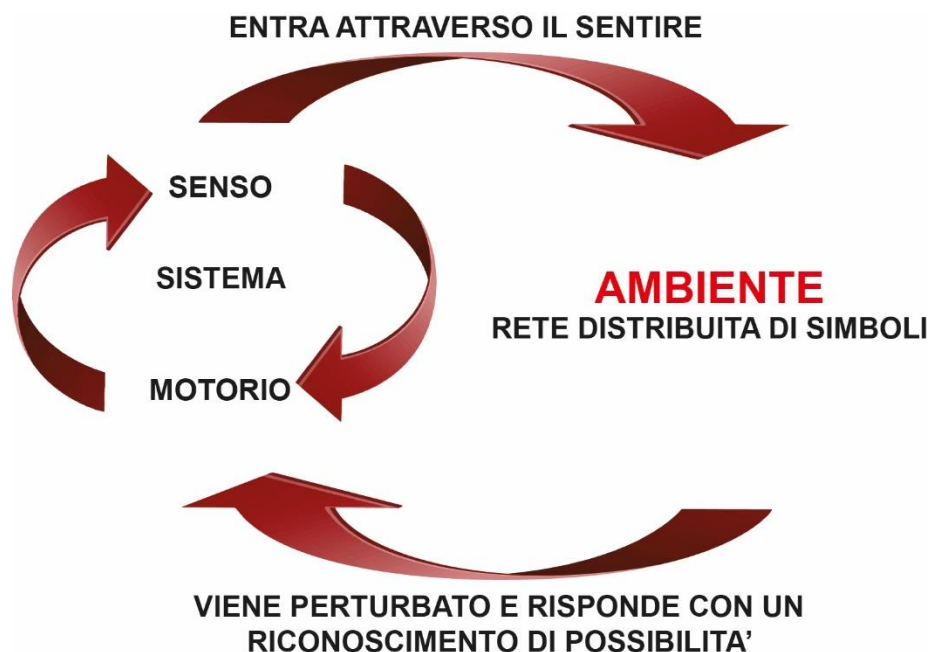 ENTRA ATTRAVERSO IL SENTIRE
SENSO
SISTEMA
MOTORIO
AMBIENTE
RETE DISTRIBUITA DI SIMBOLI
VIENE PERTURBATO E RISPONDE CON UN
RICONOSCIMENTO DI POSSIBILITA’